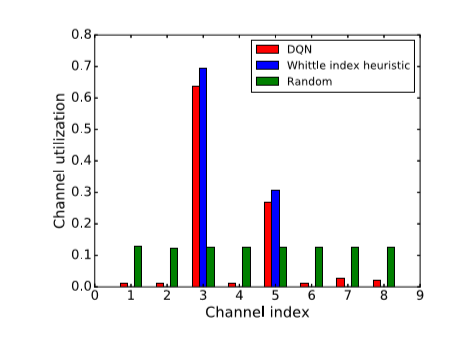 0.8
0.7
0.6
0.5
0.4
0.3
0.2
0.1
0.0
Channel utilization
DQN
Whittle index heuristic
Random
0 1 2 3 4 5 6 7 8 9
Channel index